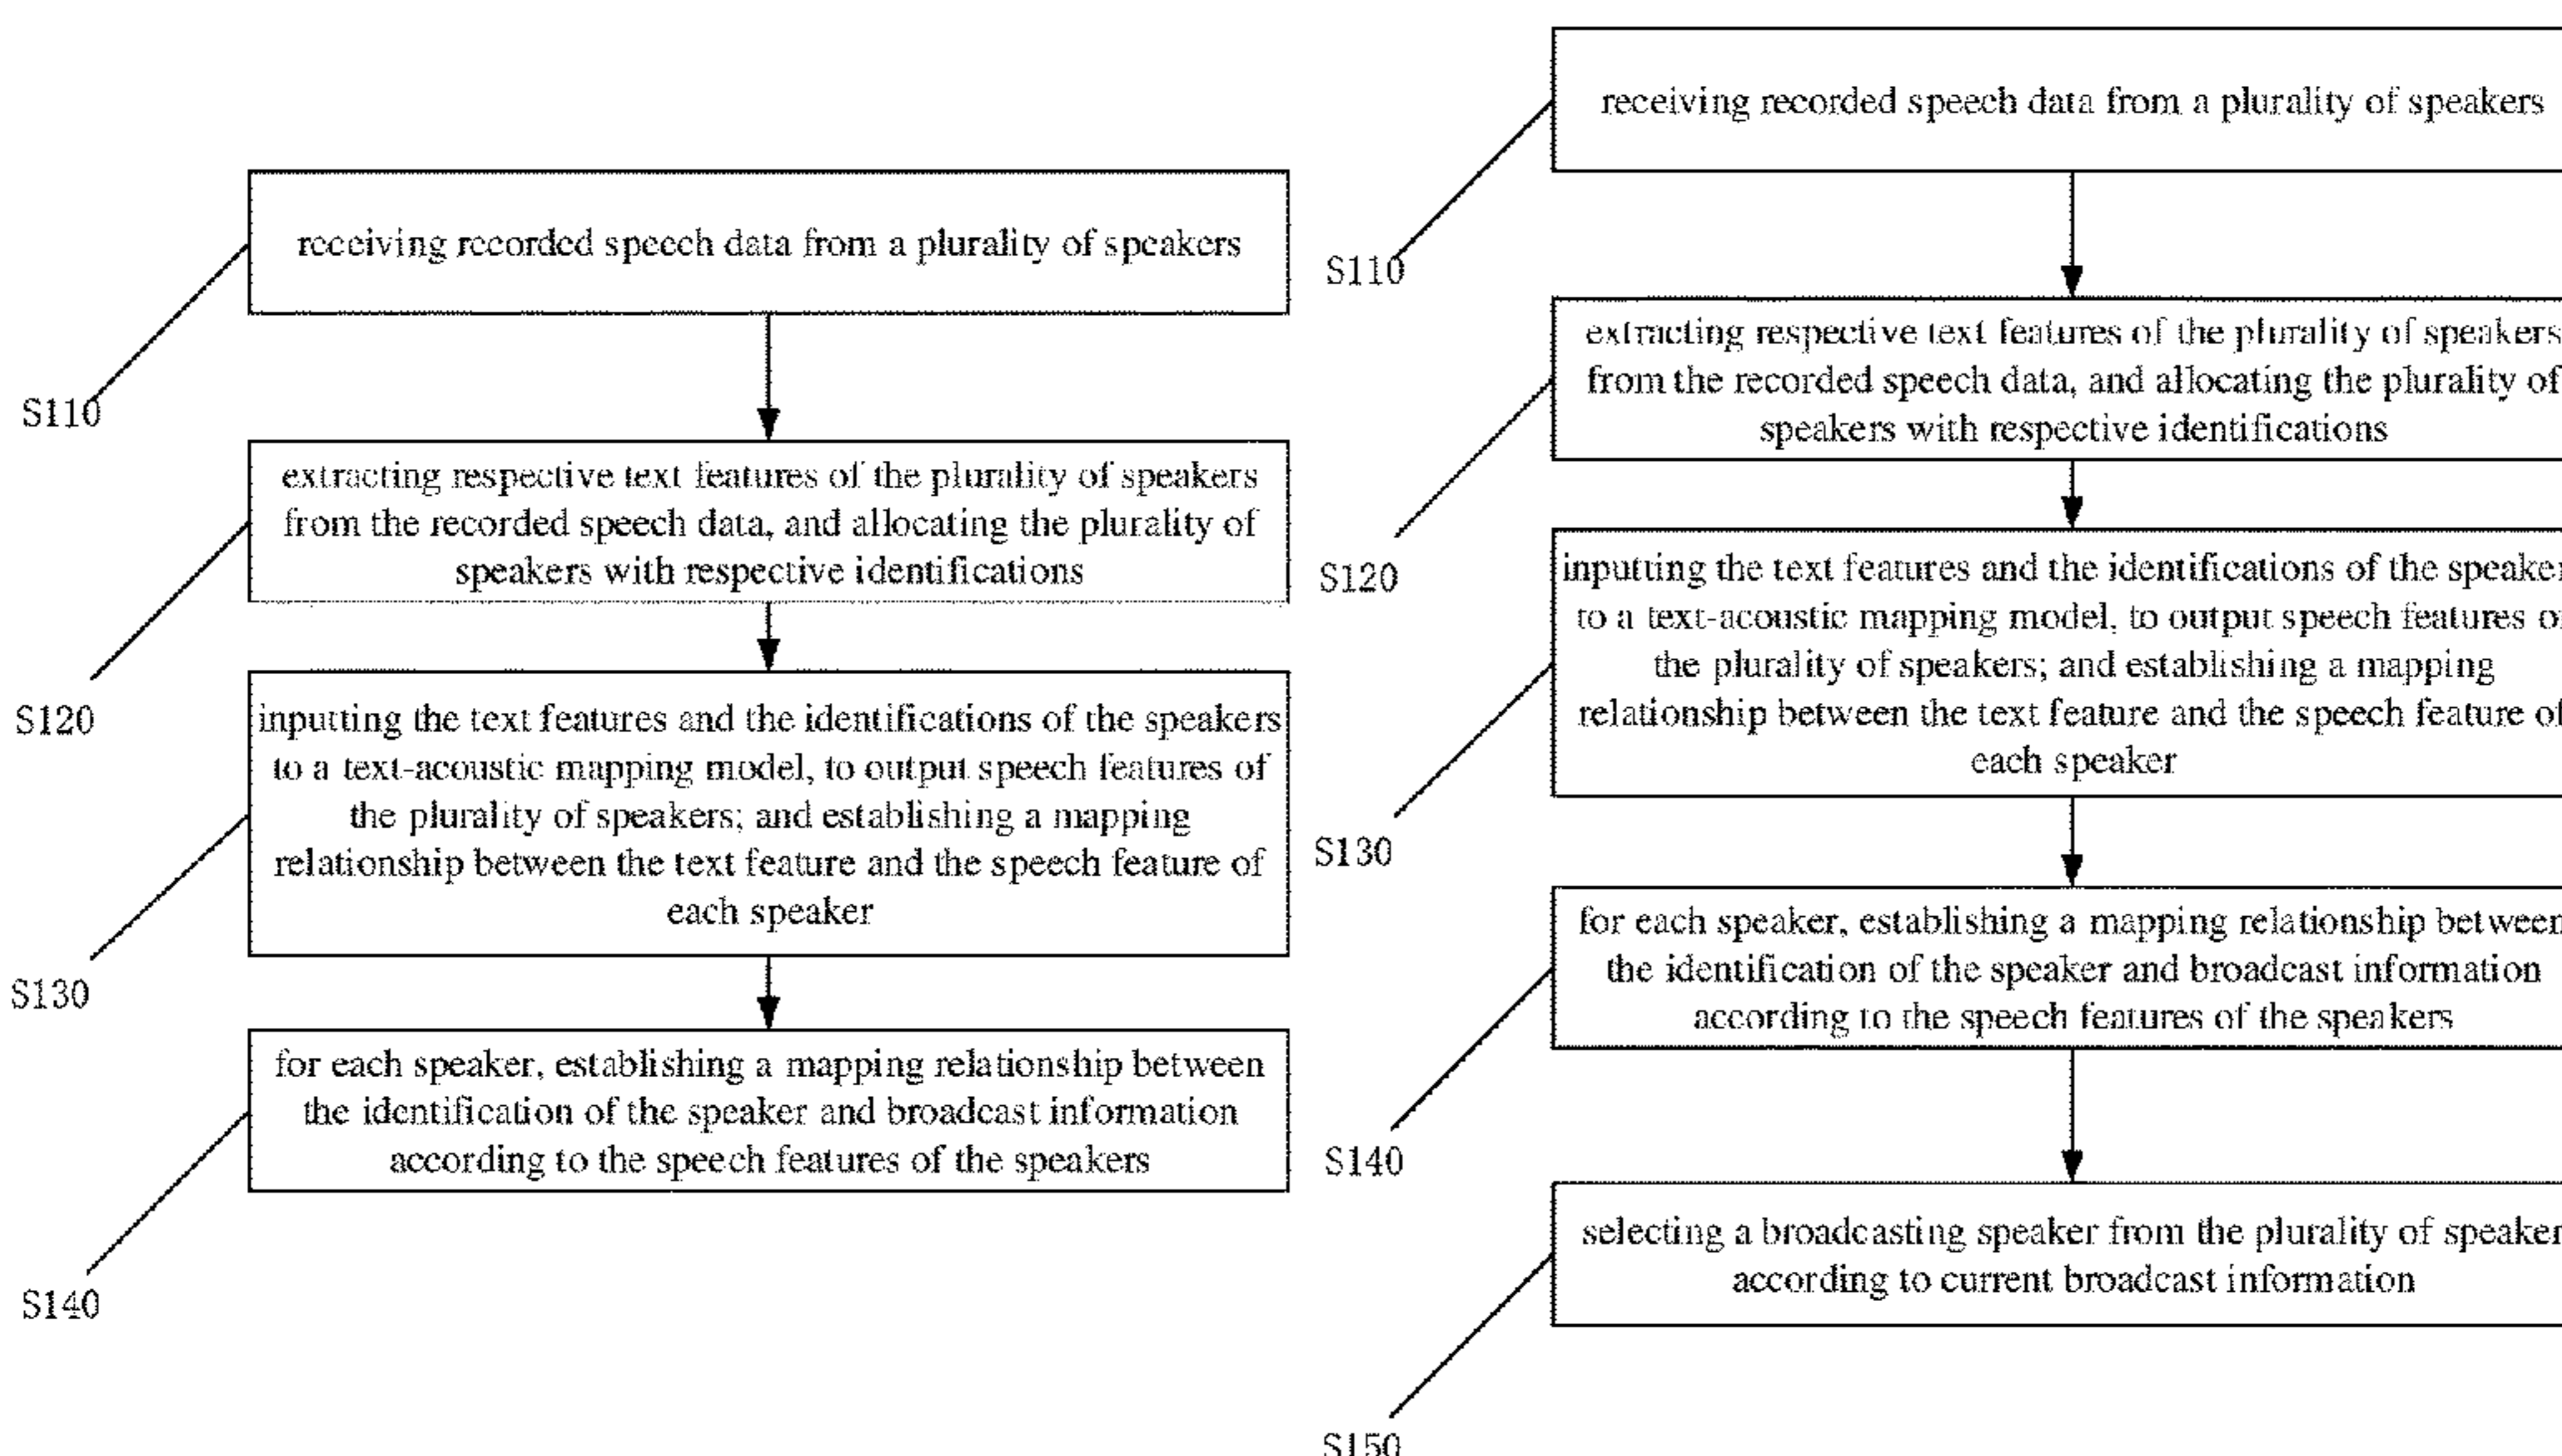 receiving recorded speech data from a plurality of speakers
S110
extracting respective text features of the plurality of speakers
from the recorded speech data, and allocating the plurality of
speakers with respective identifications
S120
inputting the text features and the identifications of the speakers
to a text-acoustic mapping model, to output speech features of
the plurality of speakers; and establishing a mapping
relationship between the text feature and the speech feature of
each speaker
S130
for each speaker, establishing a mapping relationship between
the identification of the speaker and broadcast information
according to the speech features of the speakers
S140
receiving recorded speech data from a plurality of speakers
S110
extracting respective text features of the plurality of speakers
from the recorded speech data, and allocating the plurality of
speakers with respective identifications
S120
inputting the text features and the identifications of the
to a text-acoustic mapping model, to output speech features
the plurality of speakers; and establishing a mapping
relationship between the text feature and the speech feature of
each speaker
S130
for each speaker, establishing a mapping relationship between
the identification of the speaker and broadcast information
according to the speech features of the speakers
S140
selecting a broadcasting speaker from the plurality of
according to current broadcast information
S150